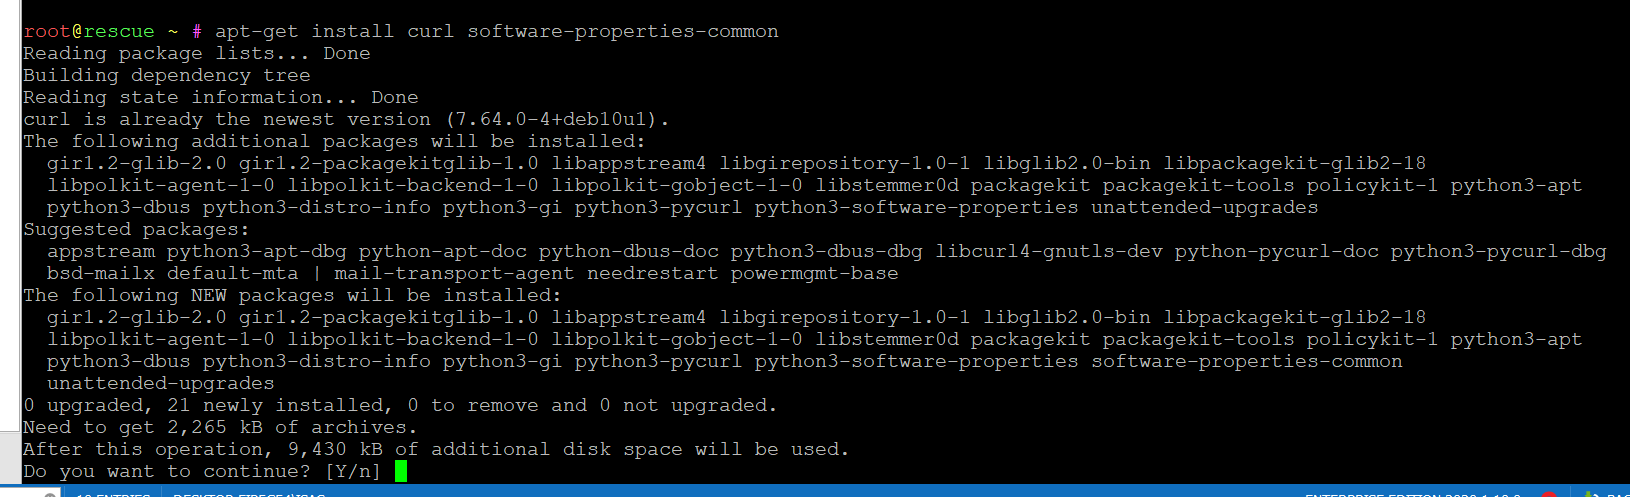 root@rescue ~ # apt-get install curl software-properties-common
Reading package lists... Done
Building dependency tree
Reading state information... Done
curl is already the newest version (7.64.0-4+deb10u1).
The following additional packages will be installed:
gir1.2-glib-2.0 gir1.2-packagekitglib-1.0 libappstream4 libgirepository-1.0-1 libglib2.0-bin libpackagekit-glib2-18
libpolkit-agent-1-0 libpolkit-backend-1-0 libpolkit-gobject-1-0 libstemmer0d packagekit packagekit-tools policykit-1 python3-apt
python3-dbus python3-distro-info python3-gi python3-pycurl python3-software-properties unattended-upgrades
Suggested packages:
appstream python3-apt-dbg python-apt-doc python-dbus-doc python3-dbus-dbg libcurl4-gnutls-dev python-pycurl-doc python3-pycurl-dbg
bsd-mailx default-mta | mail-transport-agent needrestart powermgmt-base
The following NEW packages will be installed:
gir1.2-glib-2.0 gir1.2-packagekitglib-1.0 libappstream4 libgirepository-1.0-1 libglib2.0-bin libpackagekit-glib2-18
libpolkit-agent-1-0 libpolkit-backend-1-0 libpolkit-gobject-1-0 libstemmer0d packagekit packagekit-tools policykit-1 python3-apt
python3-dbus python3-distro-info python3-gi python3-pycurl python3-software-properties software-properties-common
unattended-upgrades
0 upgraded, 21 newly installed, 0 to remove and 0 not upgraded.
Need to get 2,265 kB of archives.
After this operation, 9,430 kB of additional disk space will be used.
Do you want to continue? [Y/n]